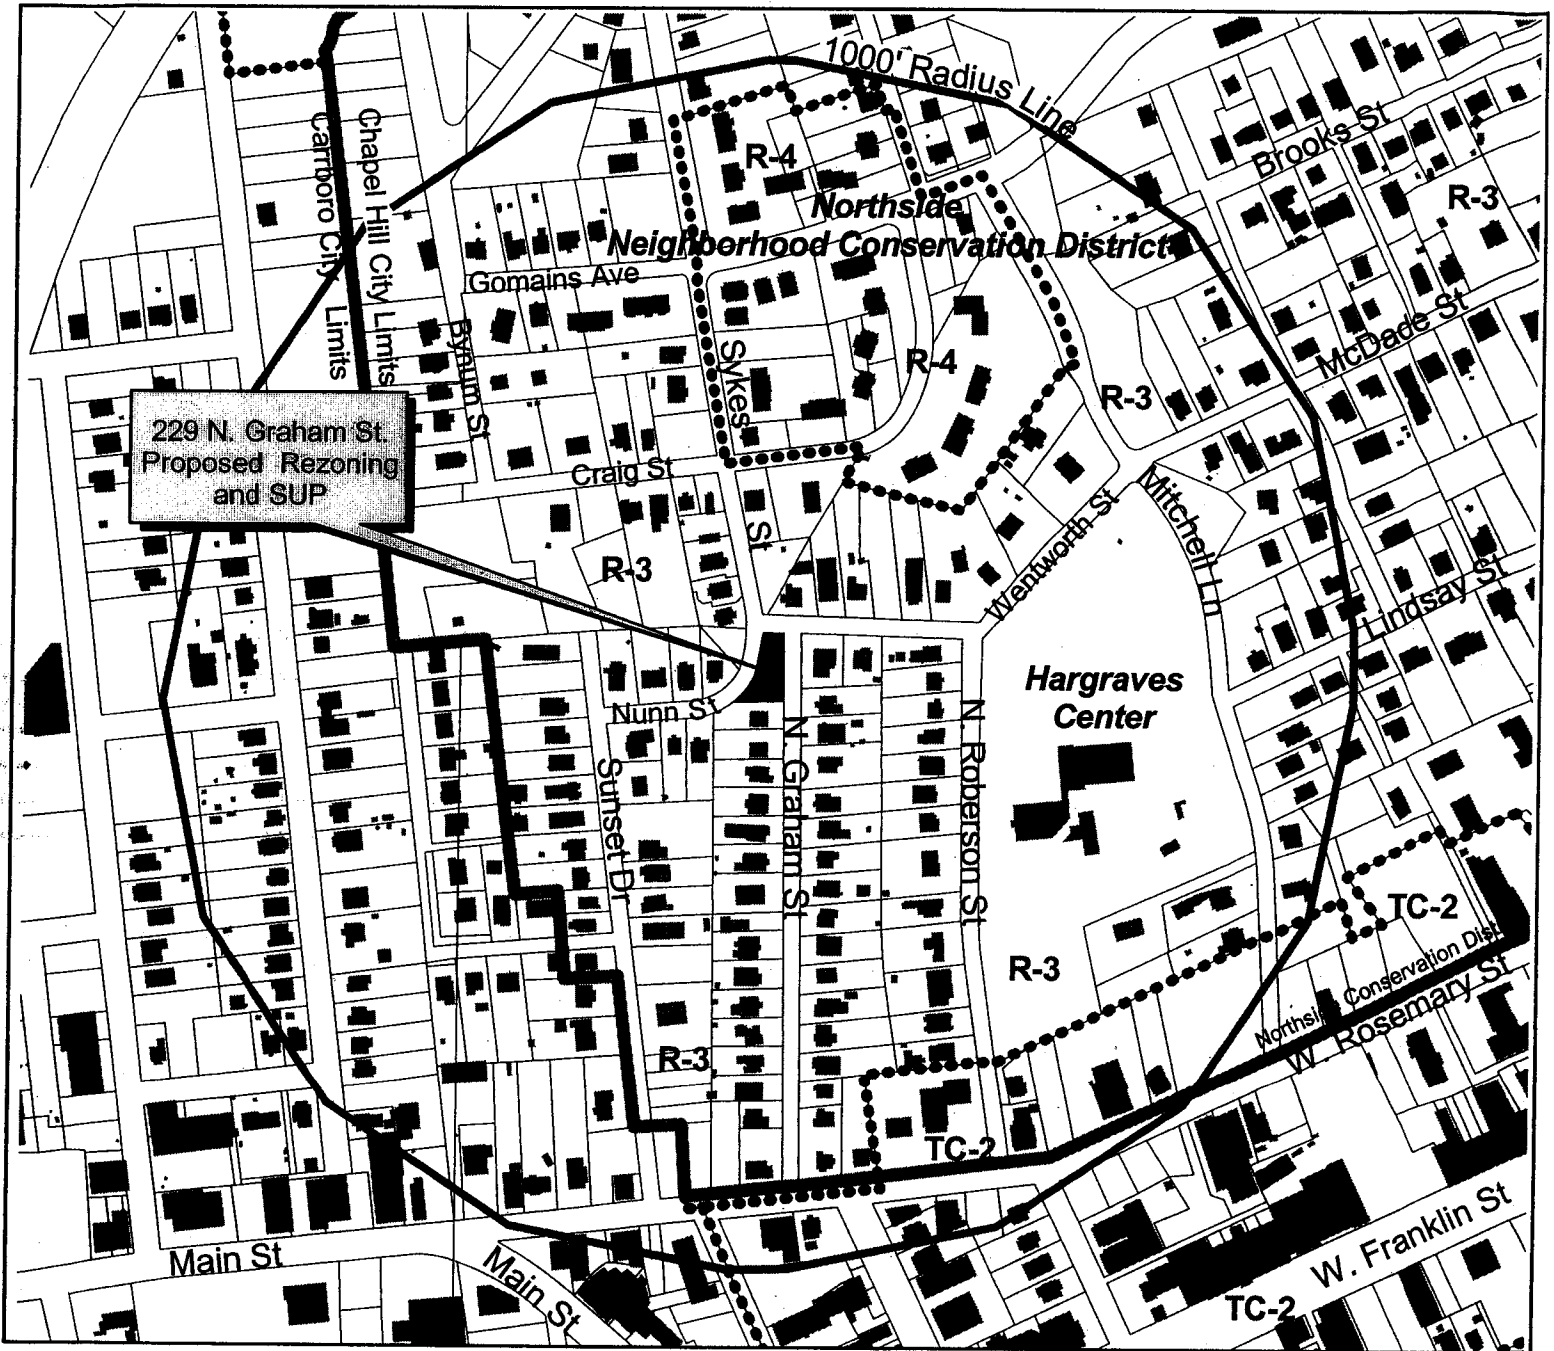 1000' Radius Line
Chapel Hill City Limits
Carrboro City Limits
R-4
Brooks St
R-3
Northside
Neighborhood Conservation District
Gomains Ave
Bynum St
Sykes
St
R-4
McDade St
R-3
229 N. Graham St.
Proposed Rezoning
and SUP
Craig St
Mitchell Ln
Wentworth St
R-3
Lindsay St
Hargraves
Center
Nunn St
N. Graham St
N. Roberson St
Sunset Dr
TC-2
R-3
Northside Conservation Dist.
W. Rosemary St
R-3
TC-2
Main St
Main St
W. Franklin St
TC-2